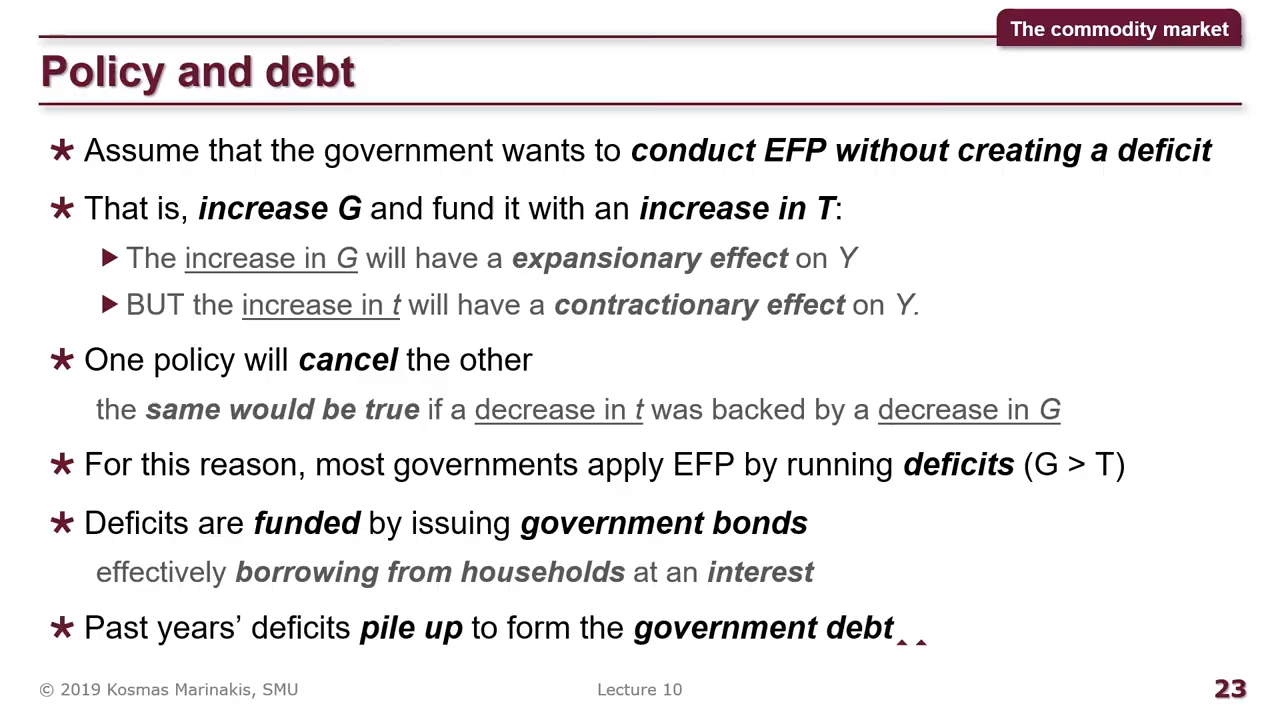 The commodity market
Policy and debt
* Assume that the government wants to conduct EFP without creating a deficit
* That is, increase G and fund it with an increase in T:
▶ The increase in G will have a expansionary effect on Y
▶ BUT the increase in t will have a contractionary effect on Y.
* One policy will cancel the other
the same would be true if a decrease in t was backed by a decrease in G
* For this reason, most governments apply EFP by running deficits (G > T)
* Deficits are funded by issuing government bonds
effectively borrowing from households at an interest
* Past years’ deficits pile up to form the government debt
© 2019 Kosmas Marinakis, SMU
Lecture 10
23